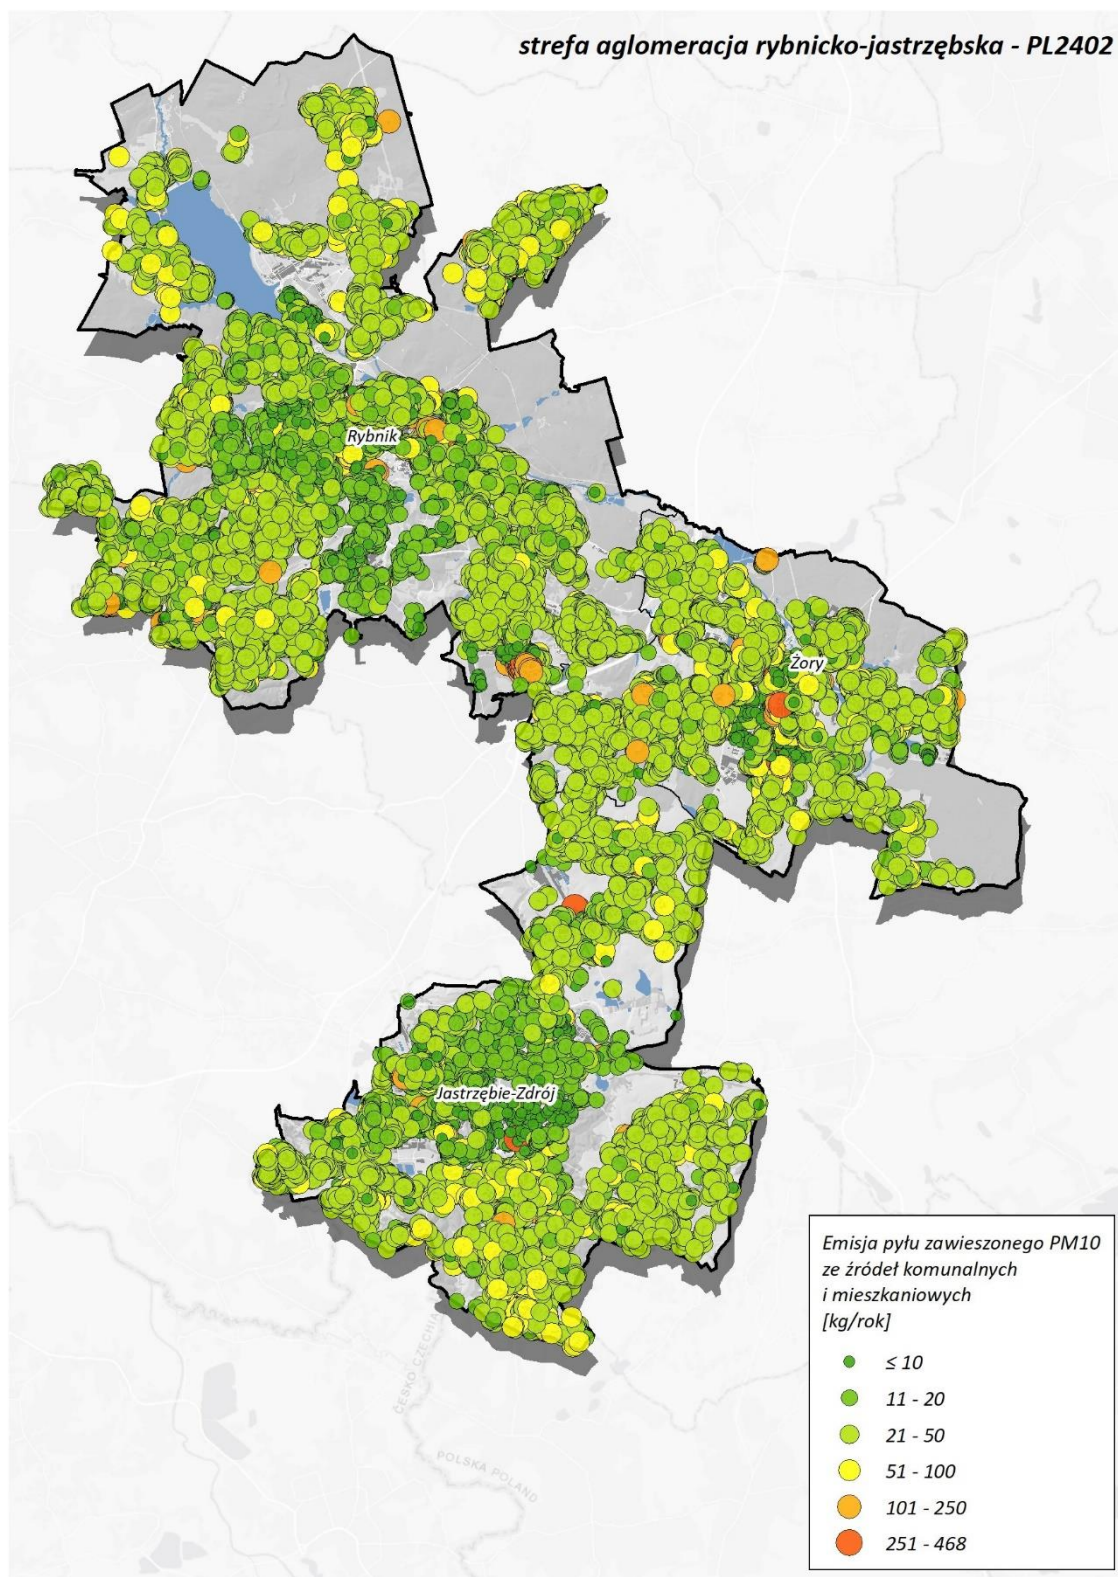 strefa aglomeracja rybnicko-jastrzębska - PL2402
Rybnik
Żory
Jastrzębie-Zdrój
Emisja pyłu zawieszonego PM10
ze źródeł komunalnych
i mieszkaniowych
[kg/rok]
≤ 10
11 - 20
21 - 50
51 - 100
101 - 250
251 - 468
ČESKO CZECHIA
POLSKA POLAND